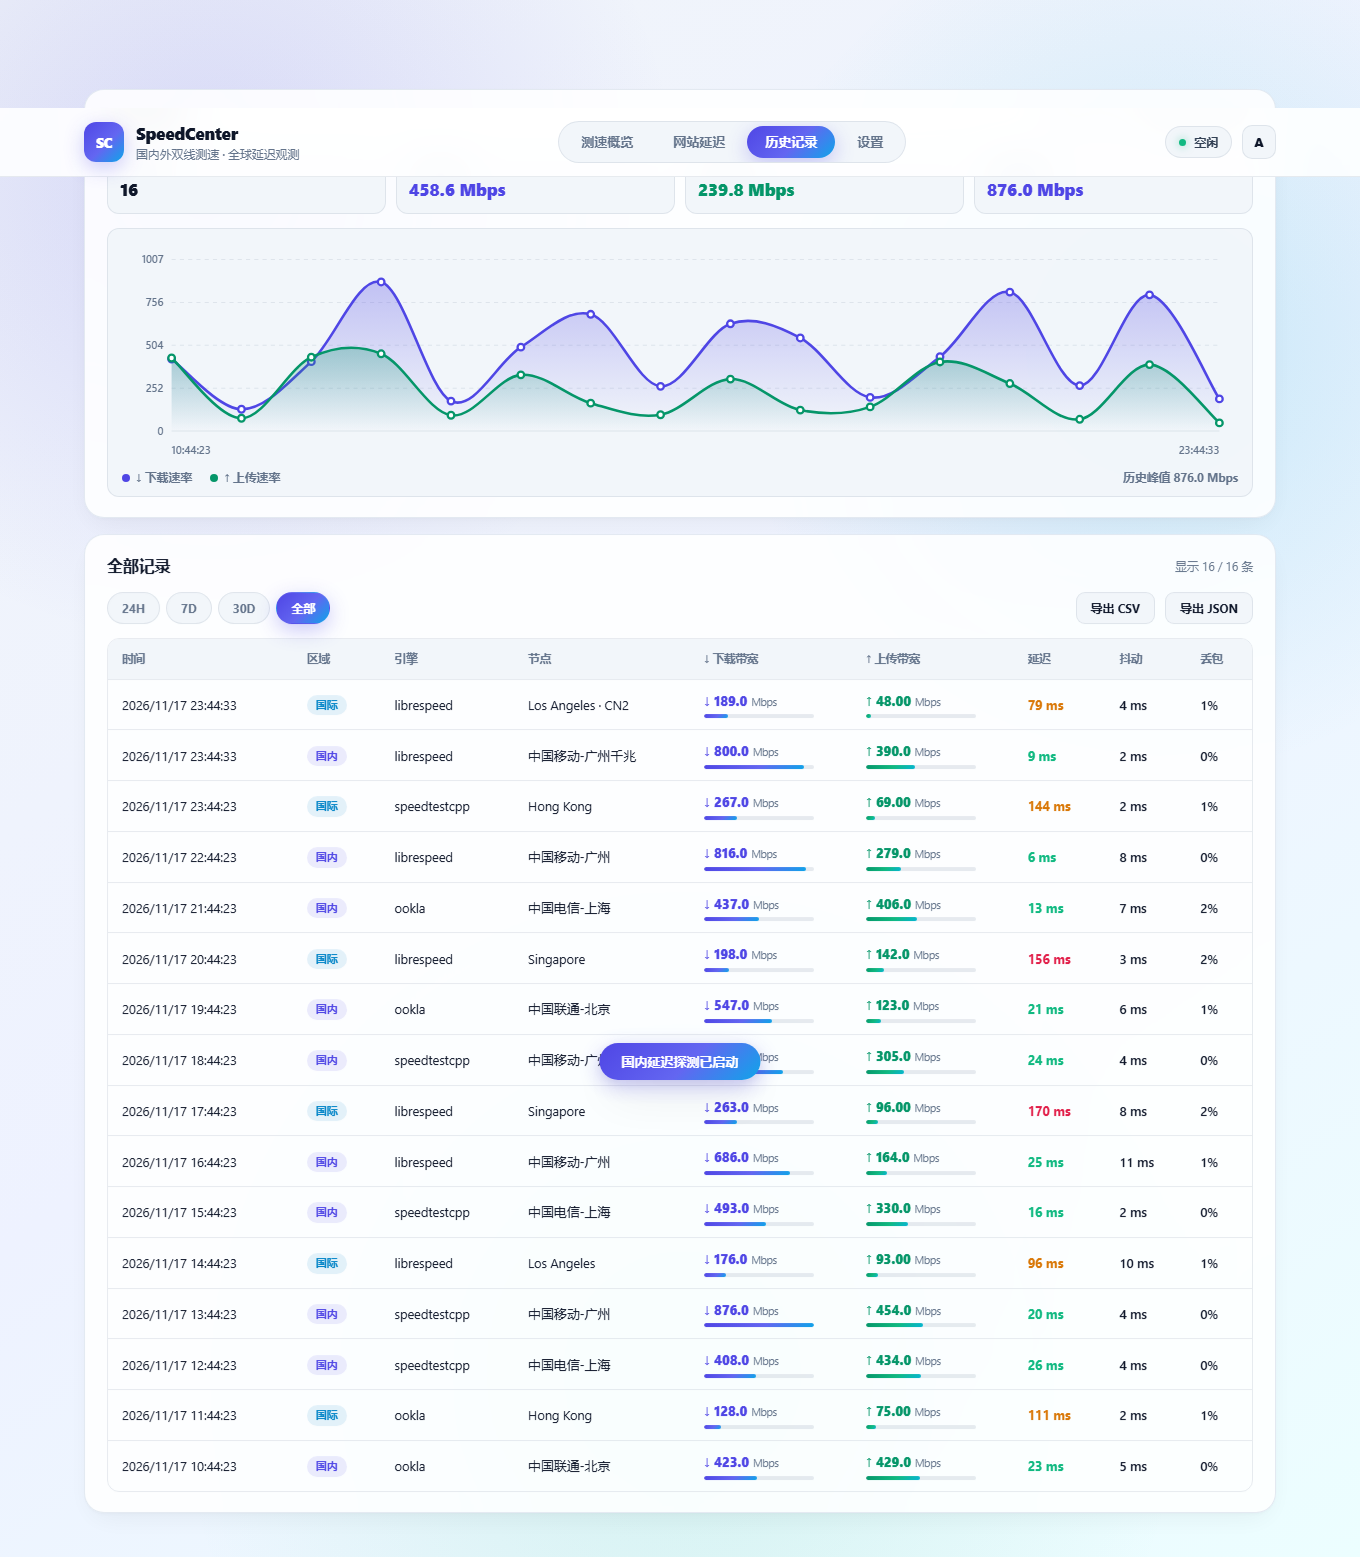 SC
SpeedCenter
国内外双线测速 · 全球延迟观测
测速概览 网站延迟 历史记录 设置
空闲
A
16 458.6 Mbps 239.8 Mbps 876.0 Mbps
1007
756
504
252
0
10:44:23 23:44:33
↓ 下载速率 ↑ 上传速率 历史峰值 876.0 Mbps
全部记录 显示 16 / 16 条
24H 7D 30D 全部 导出 CSV 导出 JSON
时间 区域 引擎 节点 ↓ 下载带宽 ↑ 上传带宽 延迟 抖动 丢包
2026/11/17 23:44:33 国际 librespeed Los Angeles · CN2 ↓ 189.0 Mbps ↑ 48.00 Mbps 79 ms 4 ms 1%
2026/11/17 23:44:33 国内 librespeed 中国移动-广州千兆 ↓ 800.0 Mbps ↑ 390.0 Mbps 9 ms 2 ms 0%
2026/11/17 23:44:23 国际 speedtestcpp Hong Kong ↓ 267.0 Mbps ↑ 69.00 Mbps 144 ms 2 ms 1%
2026/11/17 22:44:23 国内 librespeed 中国移动-广州 ↓ 816.0 Mbps ↑ 279.0 Mbps 6 ms 8 ms 0%
2026/11/17 21:44:23 国内 ookla 中国电信-上海 ↓ 437.0 Mbps ↑ 406.0 Mbps 13 ms 7 ms 2%
2026/11/17 20:44:23 国际 librespeed Singapore ↓ 198.0 Mbps ↑ 142.0 Mbps 156 ms 3 ms 2%
2026/11/17 19:44:23 国内 ookla 中国联通-北京 ↓ 547.0 Mbps ↑ 123.0 Mbps 21 ms 6 ms 1%
2026/11/17 18:44:23 国内 speedtestcpp 中国移动-广 国内延迟探测已启动 Mbps ↑ 305.0 Mbps 24 ms 4 ms 0%
2026/11/17 17:44:23 国际 librespeed Singapore ↓ 263.0 Mbps ↑ 96.00 Mbps 170 ms 8 ms 2%
2026/11/17 16:44:23 国内 librespeed 中国移动-广州 ↓ 686.0 Mbps ↑ 164.0 Mbps 25 ms 11 ms 1%
2026/11/17 15:44:23 国内 speedtestcpp 中国电信-上海 ↓ 493.0 Mbps ↑ 330.0 Mbps 16 ms 2 ms 0%
2026/11/17 14:44:23 国际 librespeed Los Angeles ↓ 176.0 Mbps ↑ 93.00 Mbps 96 ms 10 ms 1%
2026/11/17 13:44:23 国内 speedtestcpp 中国移动-广州 ↓ 876.0 Mbps ↑ 454.0 Mbps 20 ms 4 ms 0%
2026/11/17 12:44:23 国内 speedtestcpp 中国电信-上海 ↓ 408.0 Mbps ↑ 434.0 Mbps 26 ms 4 ms 0%
2026/11/17 11:44:23 国际 ookla Hong Kong ↓ 128.0 Mbps ↑ 75.00 Mbps 111 ms 2 ms 1%
2026/11/17 10:44:23 国内 ookla 中国联通-北京 ↓ 423.0 Mbps ↑ 429.0 Mbps 23 ms 5 ms 0%